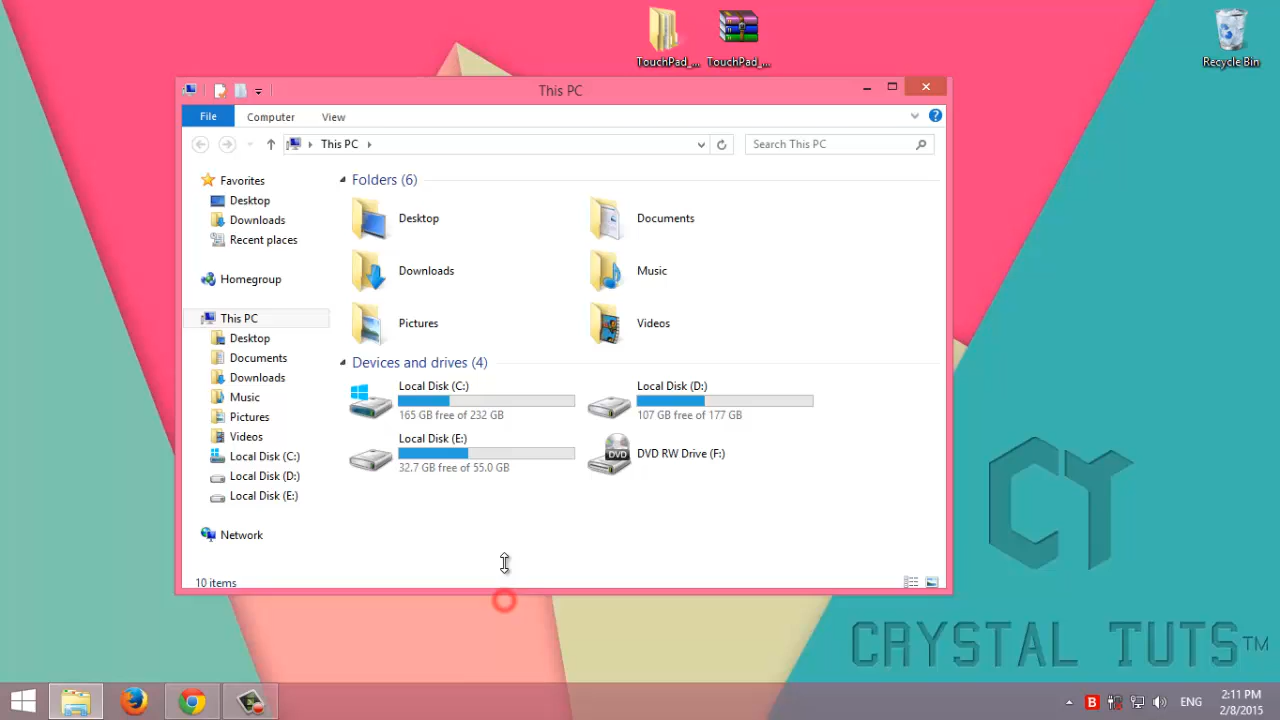 TouchPad_... TouchPad_...
Recycle Bin
This PC
File Computer View
This PC
Search This PC
Favorites
Desktop
Downloads
Recent places
Homegroup
This PC
Desktop
Documents
Downloads
Music
Pictures
Videos
Local Disk (C:)
Local Disk (D:)
Local Disk (E:)
Network
Folders (6)
Desktop
Documents
Downloads
Music
Pictures
Videos
Devices and drives (4)
Local Disk (C:)
165 GB free of 232 GB
Local Disk (D:)
107 GB free of 177 GB
Local Disk (E:)
32.7 GB free of 55.0 GB
DVD
DVD RW Drive (F:)
10 items
CT
CRYSTAL TUTS™
B
ENG
2:11 PM
2/8/2015